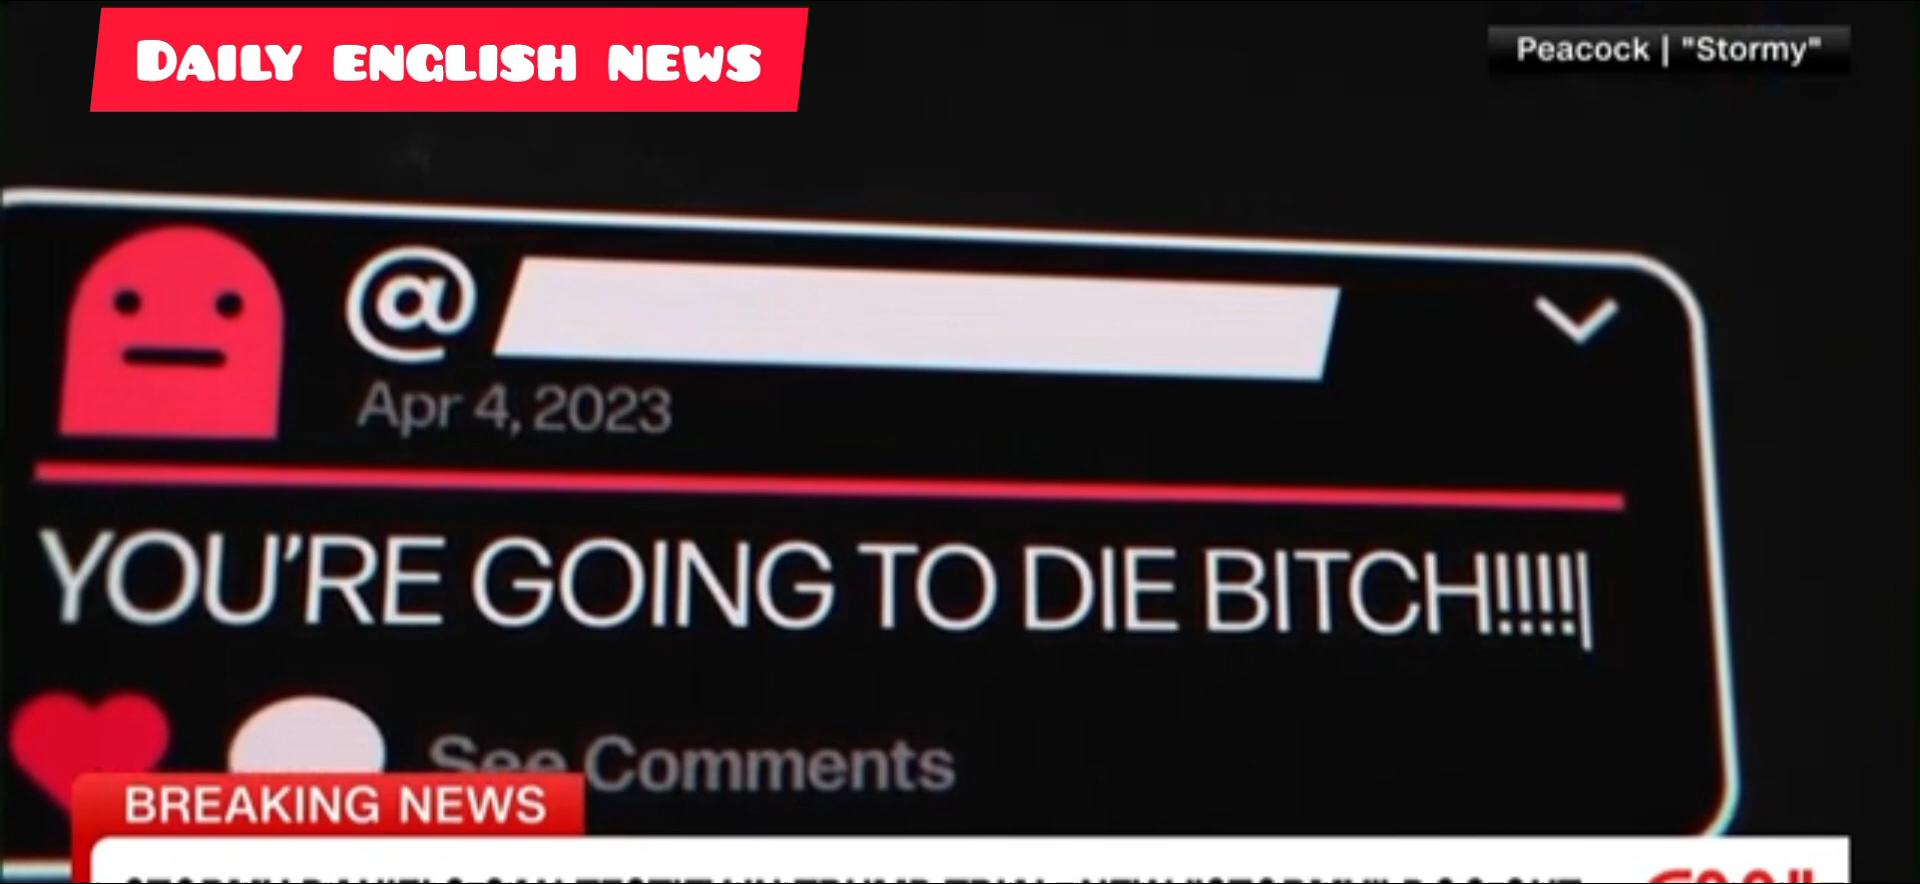 DAILY ENGLISH NEWS
Peacock | "Stormy"
@
Apr 4, 2023
YOU'RE GOING TO DIE BITCH!!!!
See Comments
BREAKING NEWS